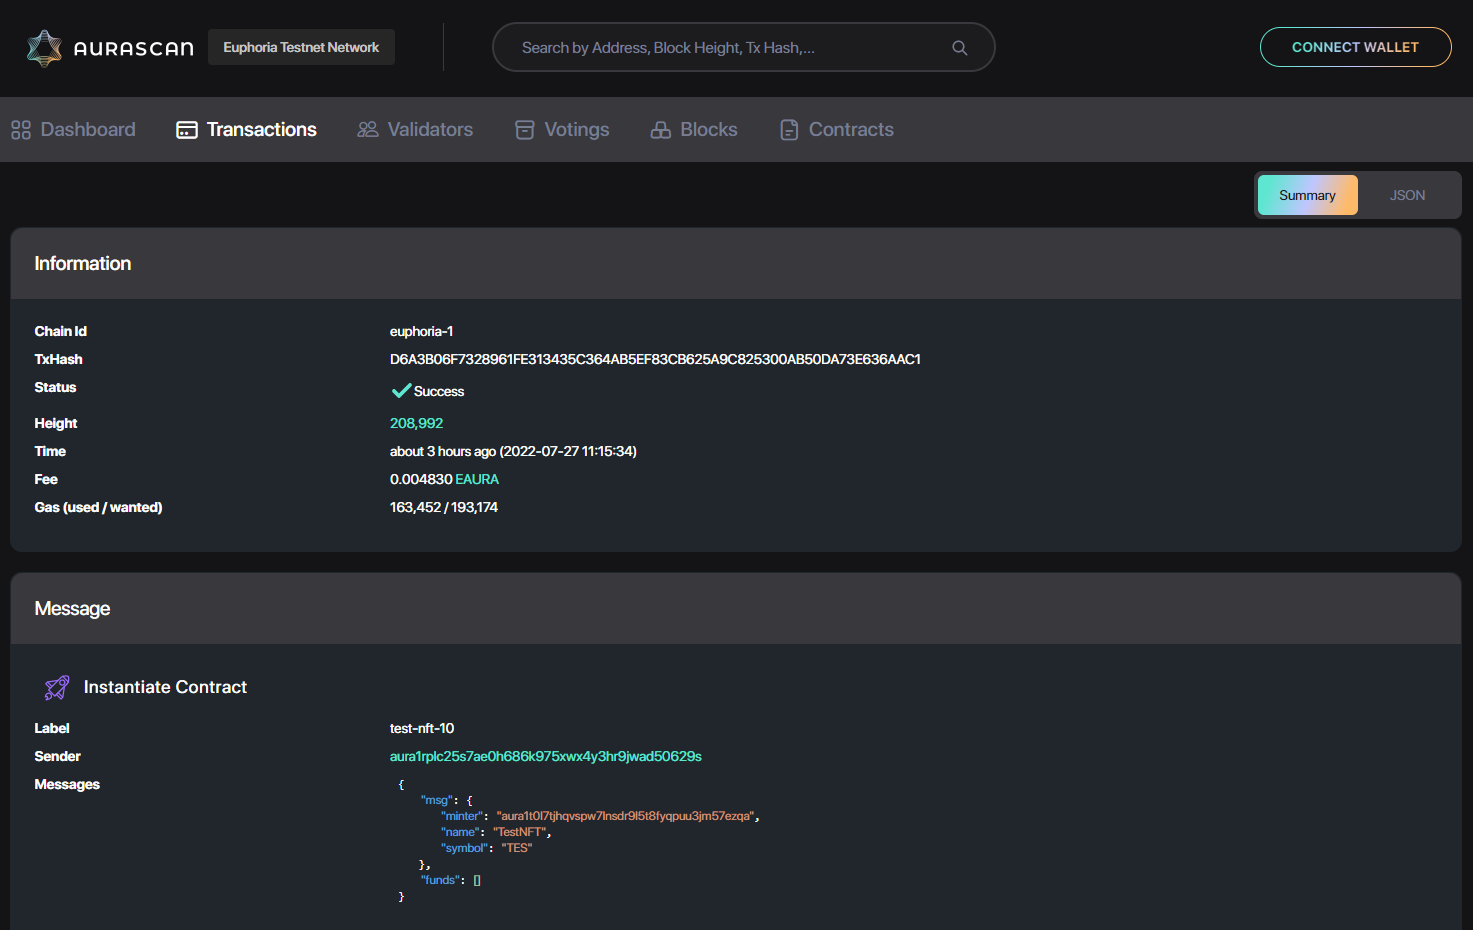 AURASCAN Euphoria Testnet Network Search by Address, Block Height, Tx Hash,... CONNECT WALLET
Dashboard Transactions Validators Votings Blocks Contracts
Summary JSON
Information
Chain Id euphoria-1
TxHash D6A3B06F7328961FE313435C364AB5EF83CB625A9C825300AB50DA73E636AAC1
Status Success
Height 208,992
Time about 3 hours ago (2022-07-27 11:15:34)
Fee 0.004830 EAURA
Gas (used / wanted) 163,452 / 193,174
Message
Instantiate Contract
Label test-nft-10
Sender aura1rplc25s7ae0h686k975xwx4y3hr9jwad50629s
Messages {
"msg": {
"minter": "aura1t0l7tjhqvspw7lnsdr9l5t8fyqpuu3jm57ezqa",
"name": "TestNFT",
"symbol": "TES"
},
"funds": []
}